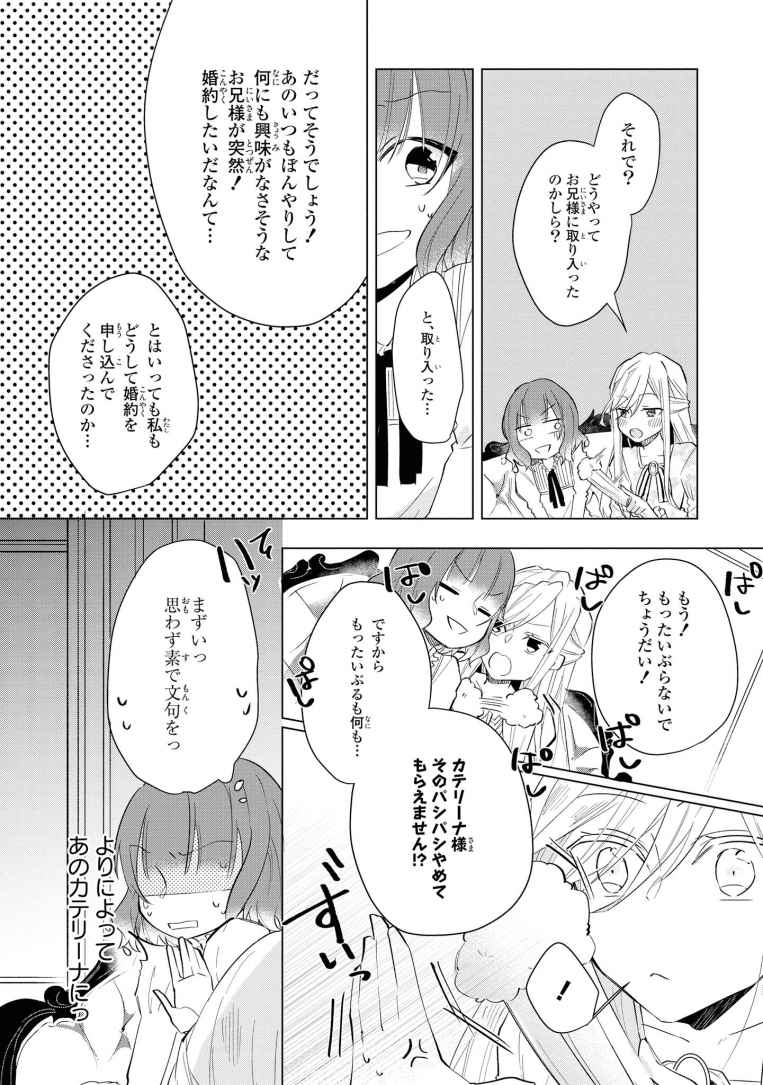 それで？
どうやって
お兄様に取り入った
のかしら？
と、取り入った…
だってそうでしょう！
あのいつもぼんやりして
何にも興味がなさそうな
お兄様が突然！
婚約したいだなんて…
とはいっても私も
どうして婚約を
申し込んで
くださったのか…
もう！
もったいぶらないで
ちょうだい！
ぱし
ぱし
ぱし
ぱし
ぱし
ですから
もったいぶるも何も…
カテリーナ様
そのパシパシやめて
もらえません!?
！
ずいっ
ハッ
まずいっ
思わず素で文句をっ
よりによって
あのカテリーナにっ